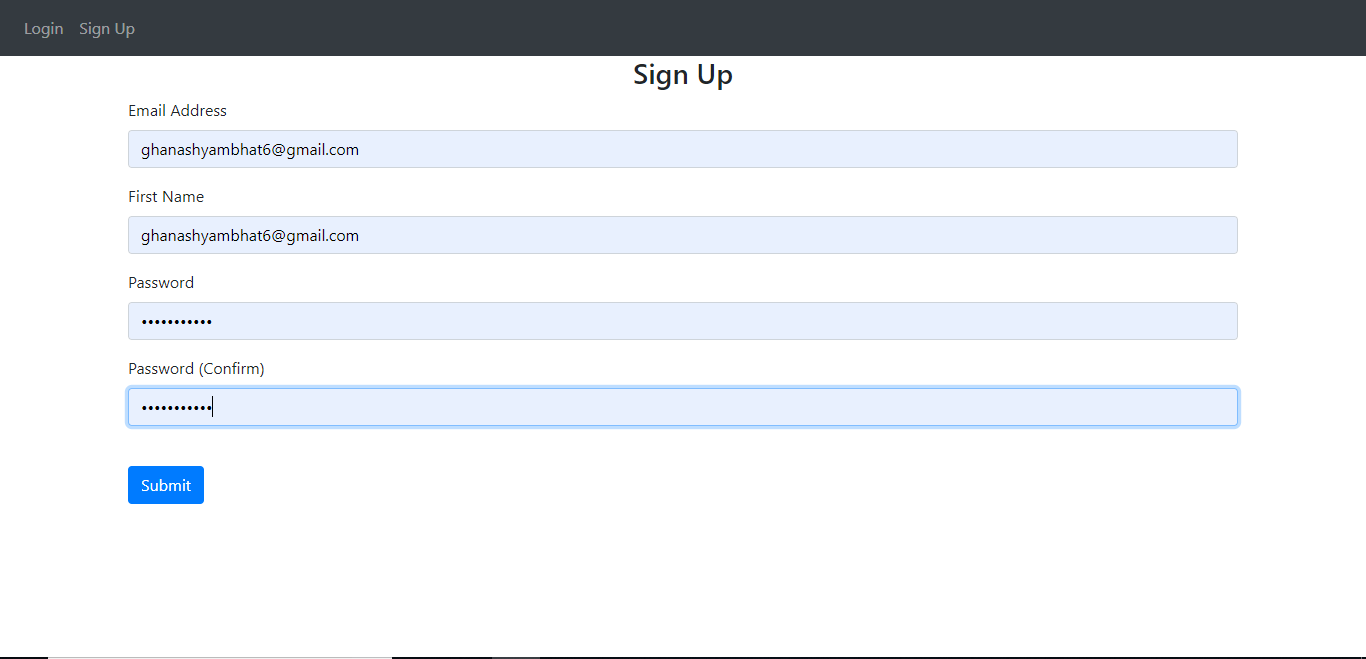 Login Sign Up
Sign Up
Email Address
ghanashyambhat6@gmail.com
First Name
ghanashyambhat6@gmail.com
Password
•••••••••••
Password (Confirm)
•••••••••••
Submit